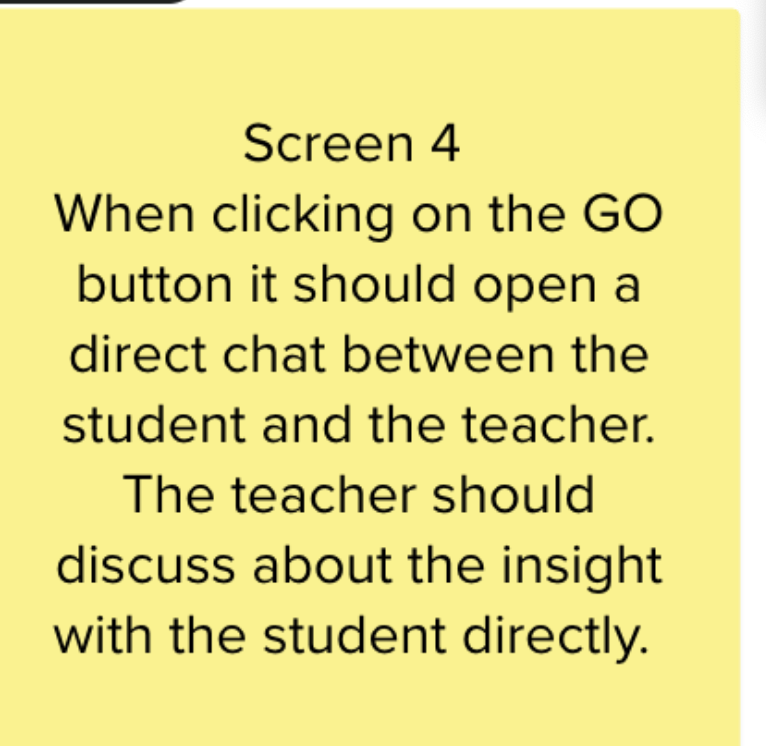 Screen 4
When clicking on the GO
button it should open a
direct chat between the
student and the teacher.
The teacher should
discuss about the insight
with the student directly.